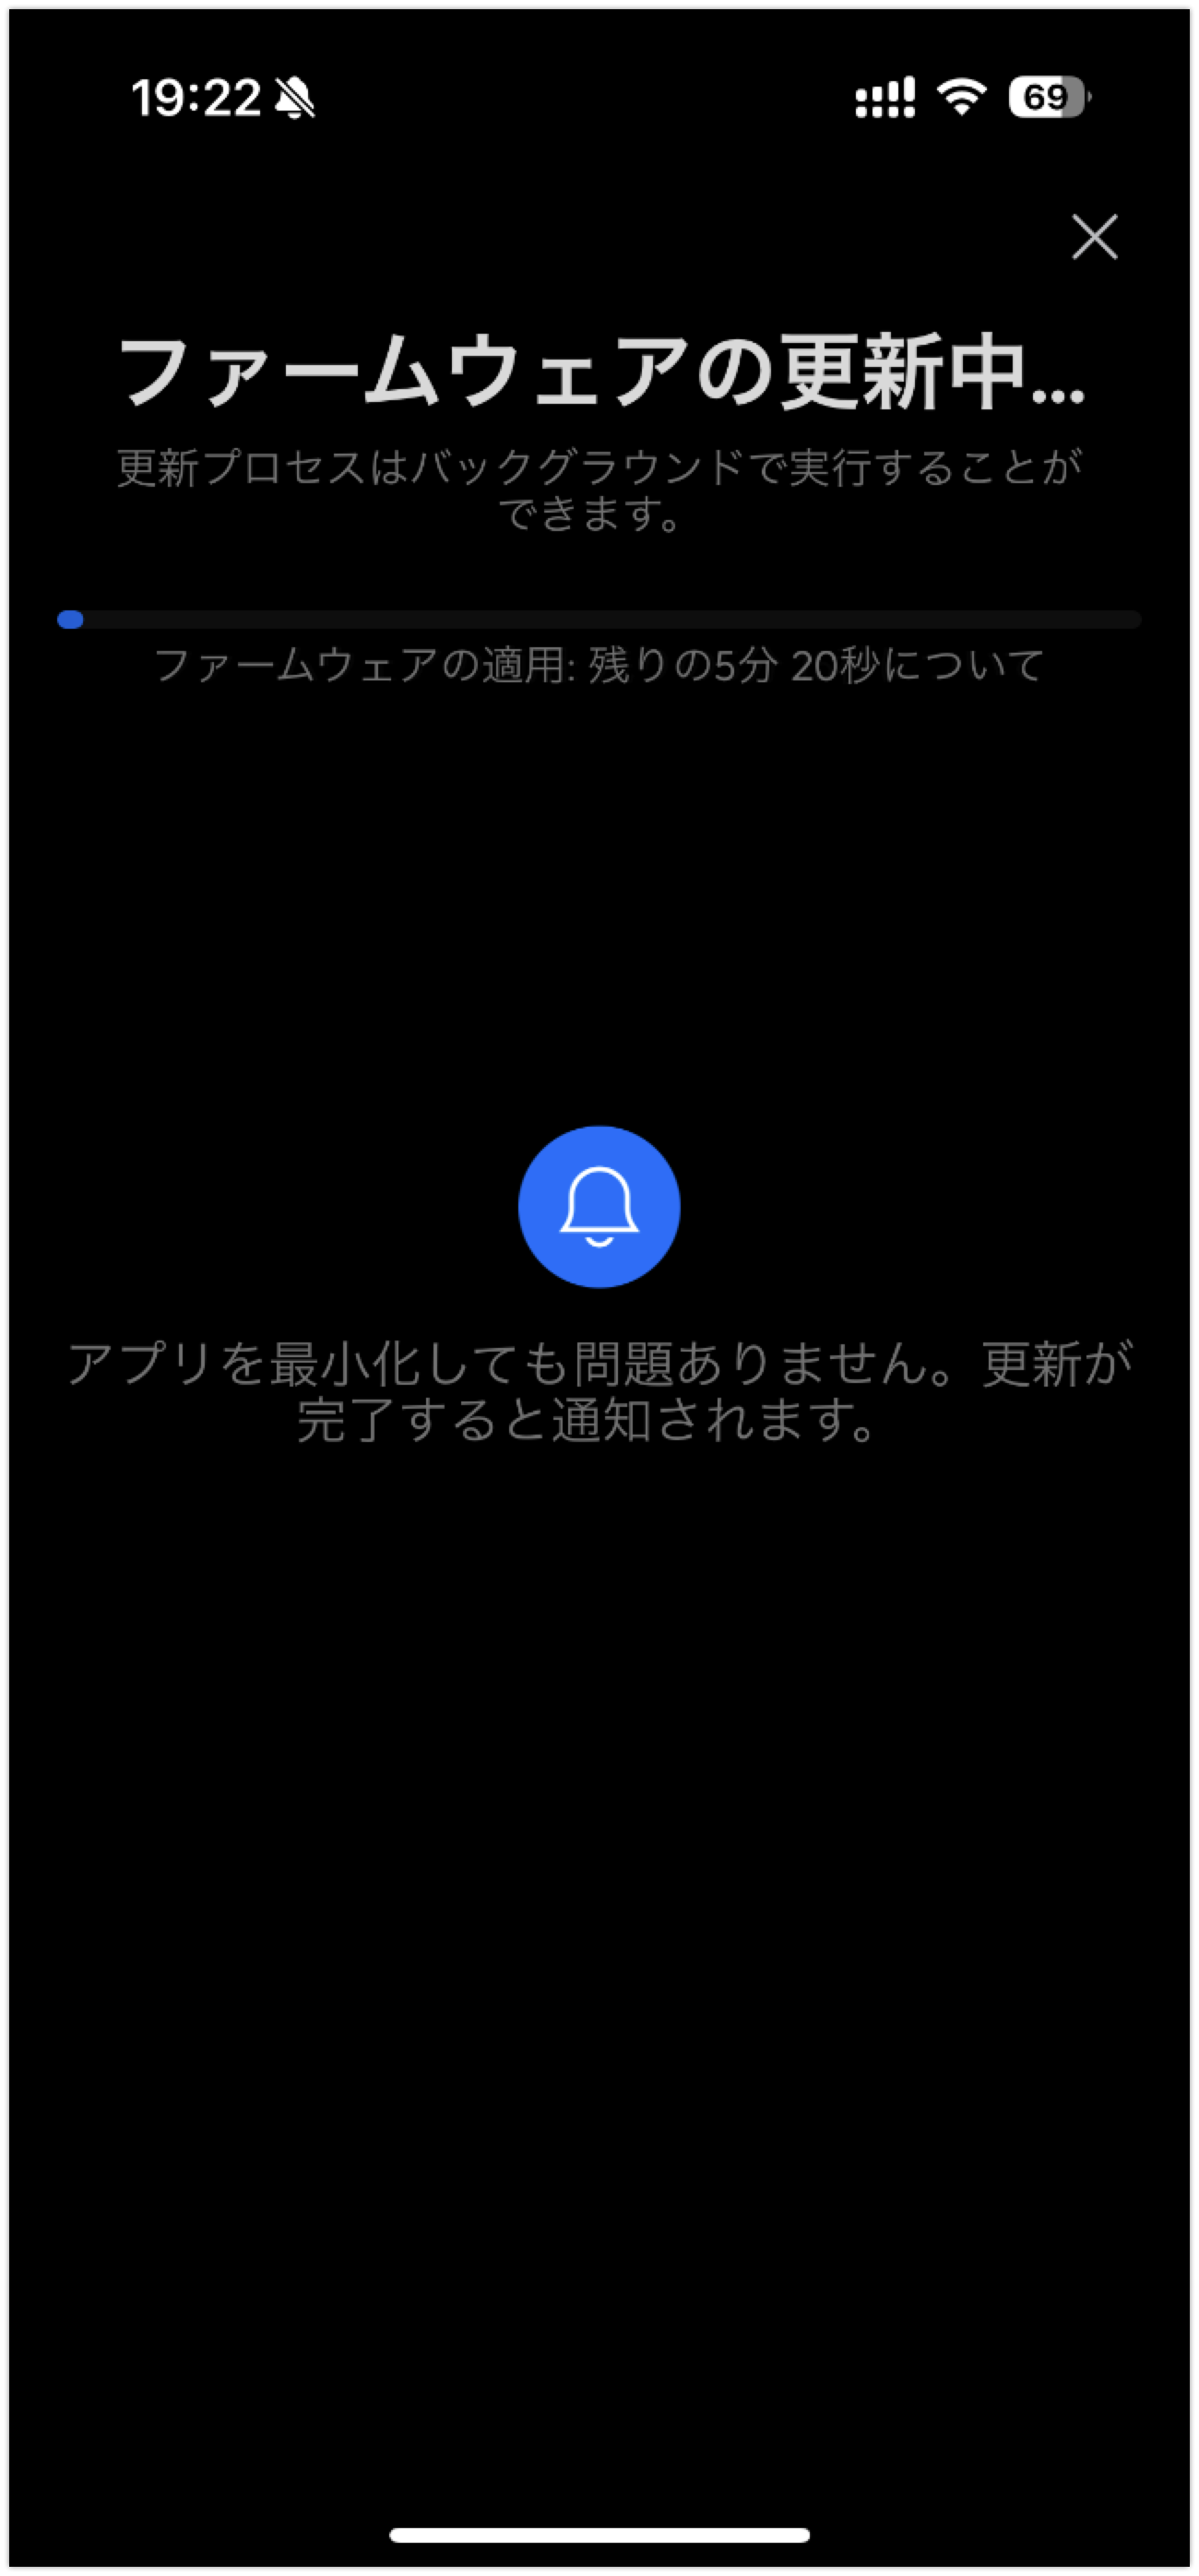 19:22
69
ファームウェアの更新中...
更新プロセスはバックグラウンドで実行することが
できます。
ファームウェアの適用: 残りの5分 20秒について
アプリを最小化しても問題ありません。更新が
完了すると通知されます。